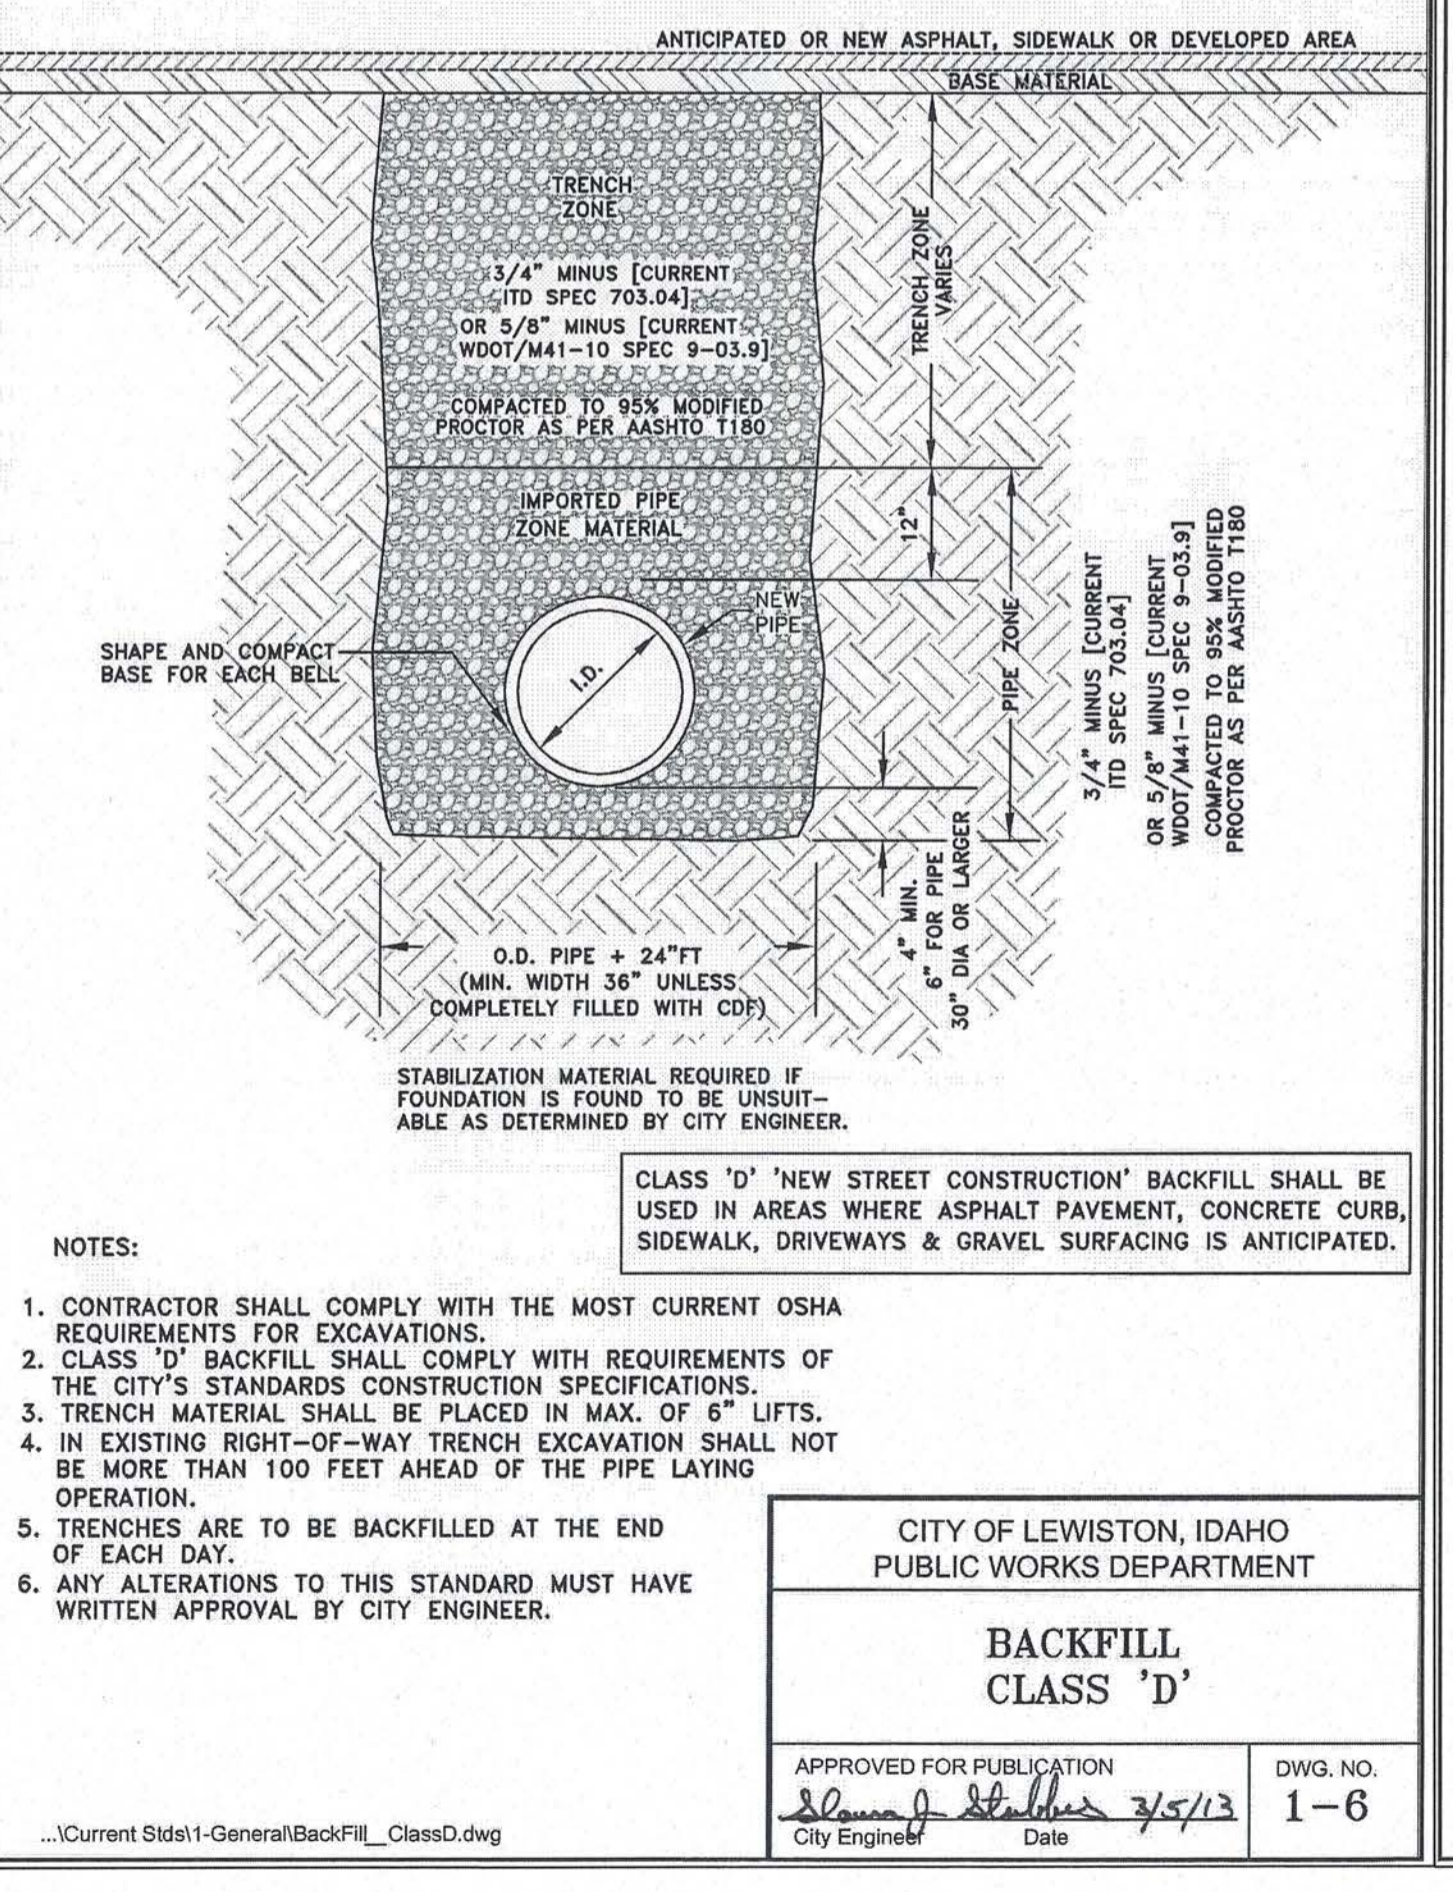 ANTICIPATED OR NEW ASPHALT, SIDEWALK OR DEVELOPED AREA
BASE MATERIAL
TRENCH
ZONE
3/4" MINUS [CURRENT
ITD SPEC 703.04]
OR 5/8" MINUS [CURRENT
WDOT/M41-10 SPEC 9-03.9]
COMPACTED TO 95% MODIFIED
PROCTOR AS PER AASHTO T180
TRENCH ZONE
VARIES
IMPORTED PIPE
ZONE MATERIAL
12"
NEW
PIPE
SHAPE AND COMPACT
BASE FOR EACH BELL
I.D.
PIPE ZONE
3/4" MINUS [CURRENT
ITD SPEC 703.04]
OR 5/8" MINUS [CURRENT
WDOT/M41-10 SPEC 9-03.9]
COMPACTED TO 95% MODIFIED
PROCTOR AS PER AASHTO T180
4" MIN.
6" FOR PIPE
30" DIA OR LARGER
O.D. PIPE + 24"FT
(MIN. WIDTH 36" UNLESS
COMPLETELY FILLED WITH CDF)
STABILIZATION MATERIAL REQUIRED IF
FOUNDATION IS FOUND TO BE UNSUIT-
ABLE AS DETERMINED BY CITY ENGINEER.
CLASS 'D' 'NEW STREET CONSTRUCTION' BACKFILL SHALL BE
USED IN AREAS WHERE ASPHALT PAVEMENT, CONCRETE CURB,
SIDEWALK, DRIVEWAYS & GRAVEL SURFACING IS ANTICIPATED.
NOTES:
1. CONTRACTOR SHALL COMPLY WITH THE MOST CURRENT OSHA
REQUIREMENTS FOR EXCAVATIONS.
2. CLASS 'D' BACKFILL SHALL COMPLY WITH REQUIREMENTS OF
THE CITY'S STANDARDS CONSTRUCTION SPECIFICATIONS.
3. TRENCH MATERIAL SHALL BE PLACED IN MAX. OF 6" LIFTS.
4. IN EXISTING RIGHT-OF-WAY TRENCH EXCAVATION SHALL NOT
BE MORE THAN 100 FEET AHEAD OF THE PIPE LAYING
OPERATION.
5. TRENCHES ARE TO BE BACKFILLED AT THE END
OF EACH DAY.
6. ANY ALTERATIONS TO THIS STANDARD MUST HAVE
WRITTEN APPROVAL BY CITY ENGINEER.
CITY OF LEWISTON, IDAHO
PUBLIC WORKS DEPARTMENT
BACKFILL
CLASS 'D'
APPROVED FOR PUBLICATION
3/5/13
City Engineer Date
DWG. NO.
1-6
...\Current Stds\1-General\BackFill__ClassD.dwg